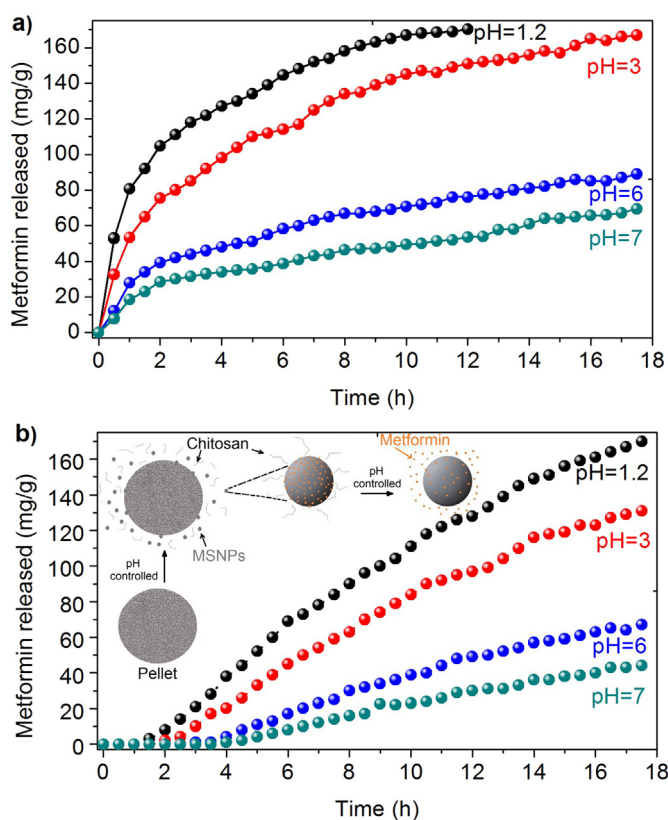 a)
Metformin released (mg/g)
160
140
120
100
80
60
40
20
0
pH=1.2
pH=3
pH=6
pH=7
0 2 4 6 8 10 12 14 16 18
Time (h)
b)
Metformin released (mg/g)
160
140
120
100
80
60
40
20
0
Chitosan
Metformin
pH
controlled
MSNPs
pH
controlled
Pellet
pH=1.2
pH=3
pH=6
pH=7
0 2 4 6 8 10 12 14 16 18
Time (h)